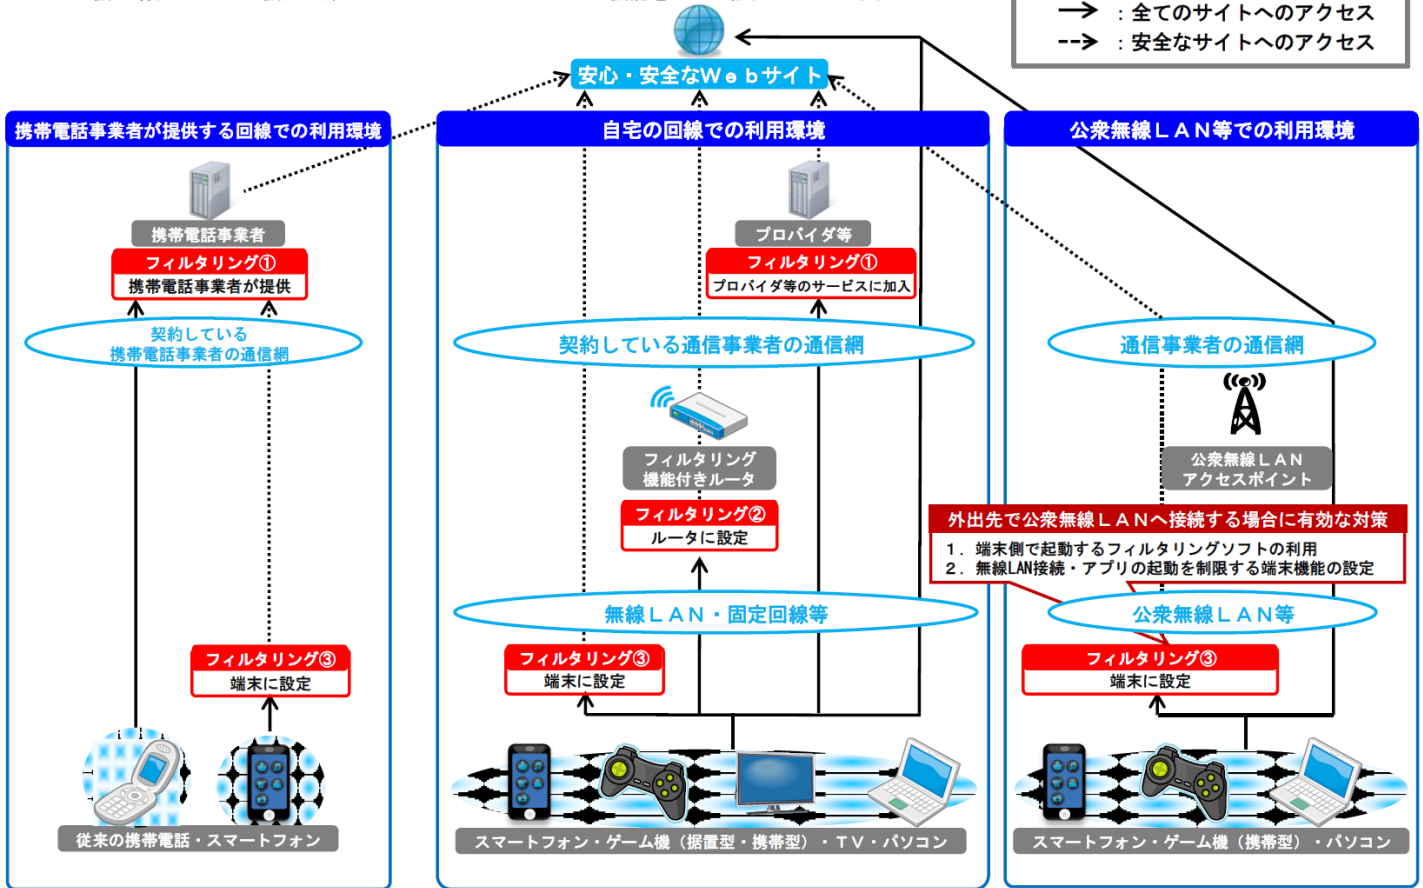 → ：全てのサイトへのアクセス
--> ：安全なサイトへのアクセス
安心・安全なＷｅｂサイト
携帯電話事業者が提供する回線での利用環境
携帯電話事業者
フィルタリング①
携帯電話事業者が提供
契約している
携帯電話事業者の通信網
フィルタリング③
端末に設定
従来の携帯電話・スマートフォン
自宅の回線での利用環境
プロバイダ等
フィルタリング①
プロバイダ等のサービスに加入
契約している通信事業者の通信網
フィルタリング
機能付きルータ
フィルタリング②
ルータに設定
無線ＬＡＮ・固定回線等
フィルタリング③
端末に設定
スマートフォン・ゲーム機（据置型・携帯型）・ＴＶ・パソコン
公衆無線ＬＡＮ等での利用環境
通信事業者の通信網
公衆無線ＬＡＮ
アクセスポイント
外出先で公衆無線ＬＡＮへ接続する場合に有効な対策
１．端末側で起動するフィルタリングソフトの利用
２．無線LAN接続・アプリの起動を制限する端末機能の設定
公衆無線ＬＡＮ等
フィルタリング③
端末に設定
スマートフォン・ゲーム機（携帯型）・パソコン